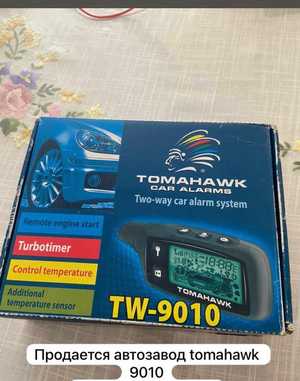 TOMAHAWK
CAR ALARMS
Two-way car alarm system
Remote engine start
Turbotimer
Control temperature
Additional
temperature sensor
TOMAHAWK
TW-9010
Продается автозавод tomahawk
9010